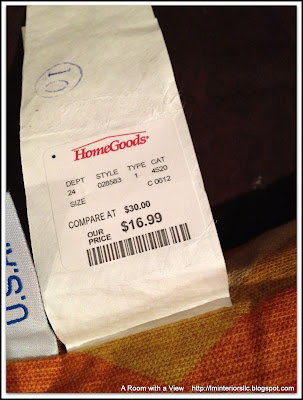 10
HomeGoods
DEPT STYLE TYPE CAT
24 028583 1 4520
SIZE C 0612
COMPARE AT $30.00
OUR PRICE $16.99
U.S.A
A Room with a View http://lminteriorsllc.blogspot.com